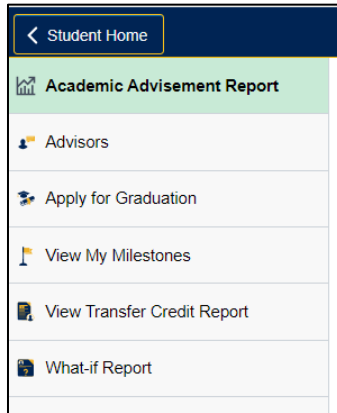 Student Home
Academic Advisement Report
Advisors
Apply for Graduation
View My Milestones
View Transfer Credit Report
What-if Report